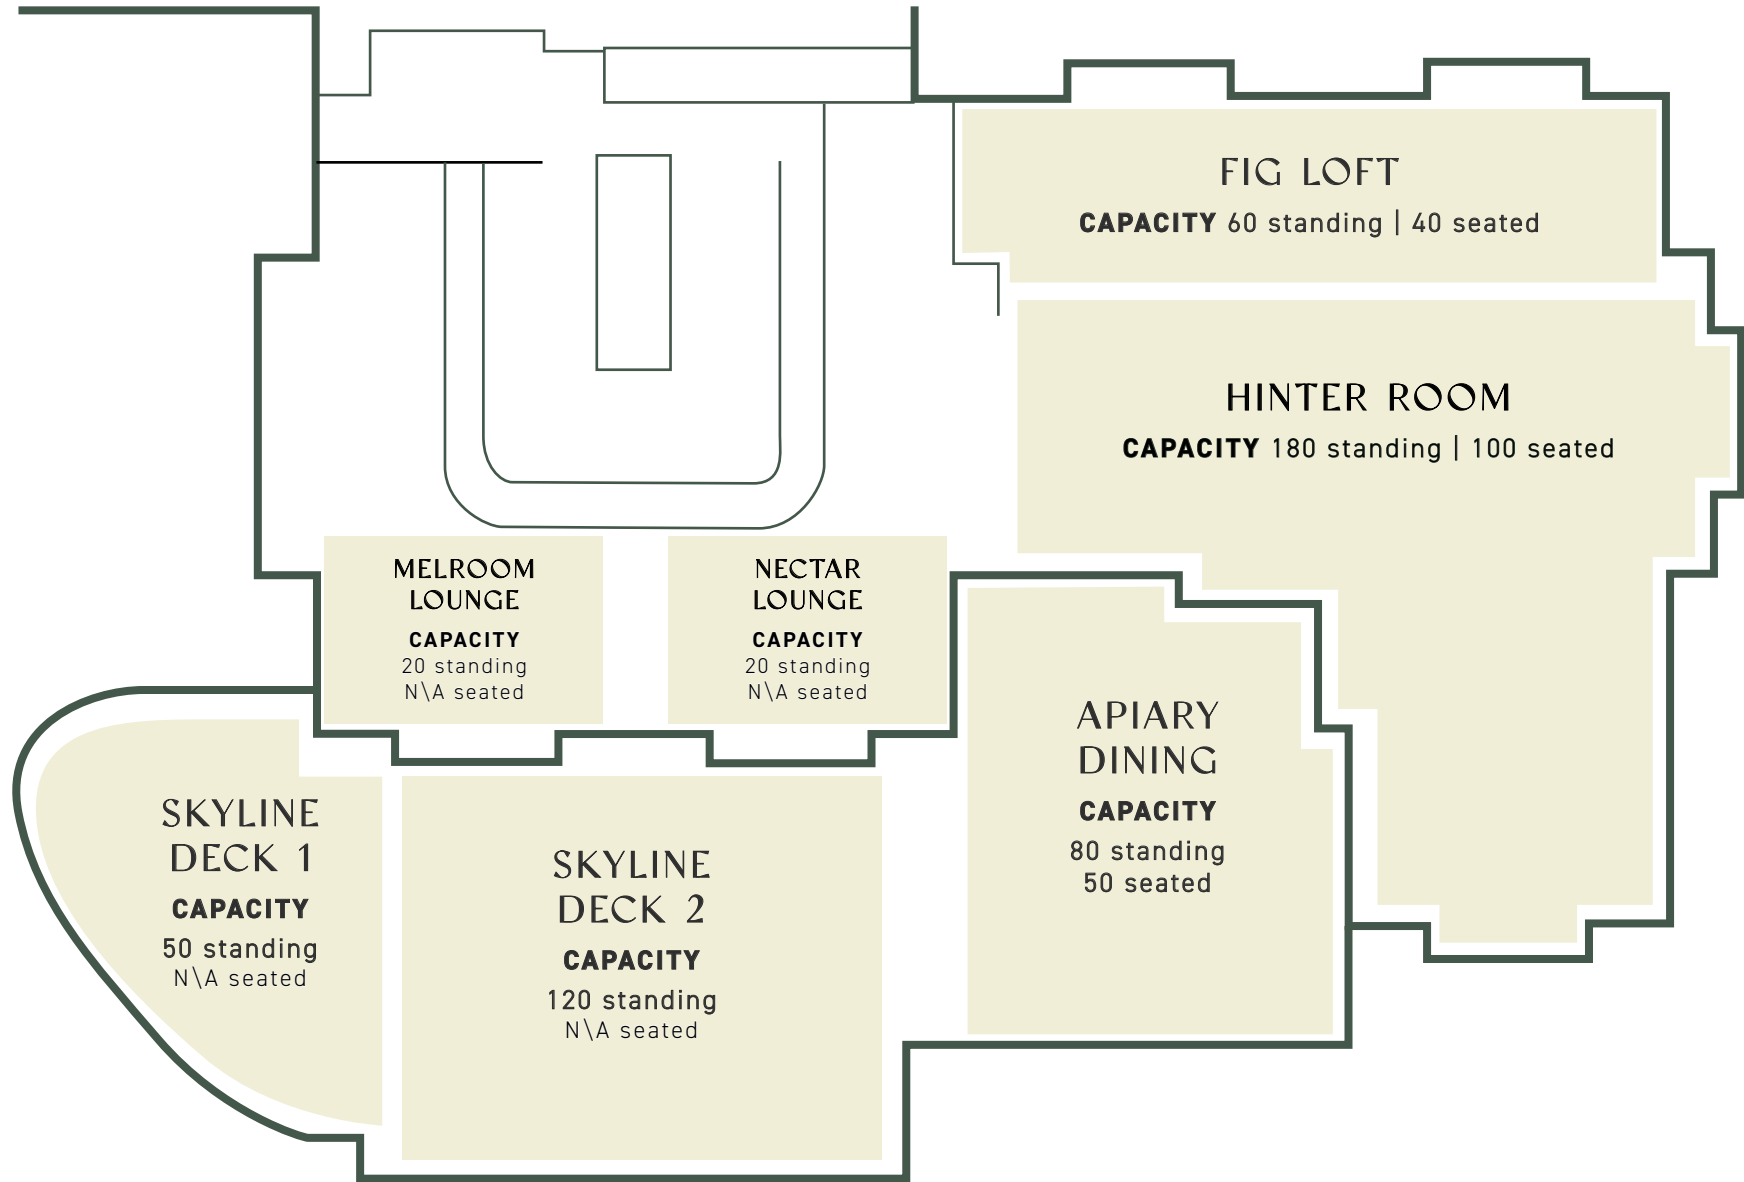 FIG LOFT
CAPACITY 60 standing | 40 seated
HINTER ROOM
CAPACITY 180 standing | 100 seated
MELROOM
LOUNGE
CAPACITY
20 standing
N\A seated
NECTAR
LOUNGE
CAPACITY
20 standing
N\A seated
APIARY
DINING
CAPACITY
80 standing
50 seated
SKYLINE
DECK 1
CAPACITY
50 standing
N\A seated
SKYLINE
DECK 2
CAPACITY
120 standing
N\A seated